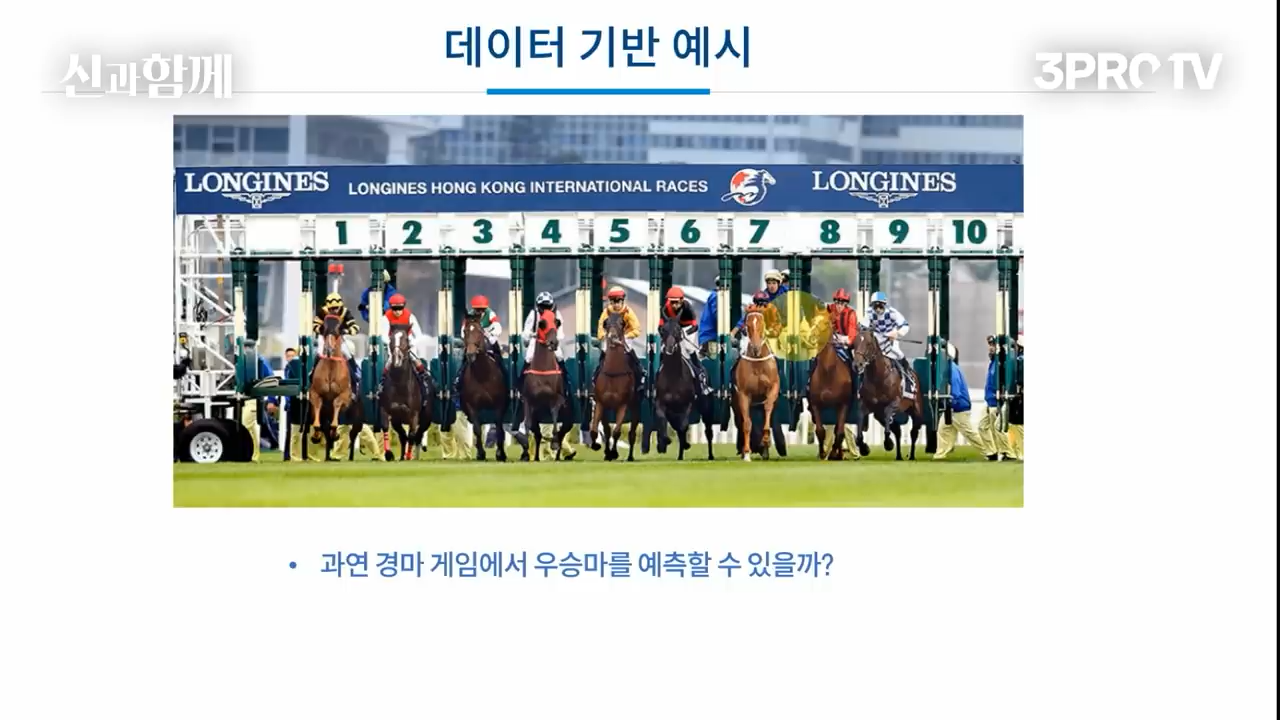 데이터 기반 예시
신과함께
3PROTV
LONGINES
LONGINES HONG KONG INTERNATIONAL RACES
LONGINES
1 2 3 4 5 6 7 8 9 10
• 과연 경마 게임에서 우승마를 예측할 수 있을까?